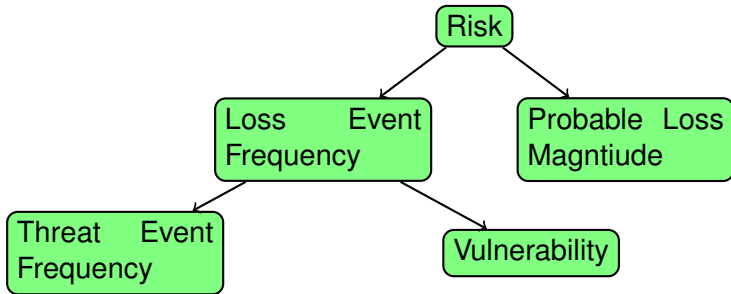 Risk
Loss Event
Frequency
Probable Loss
Magntiude
Threat Event
Frequency
Vulnerability